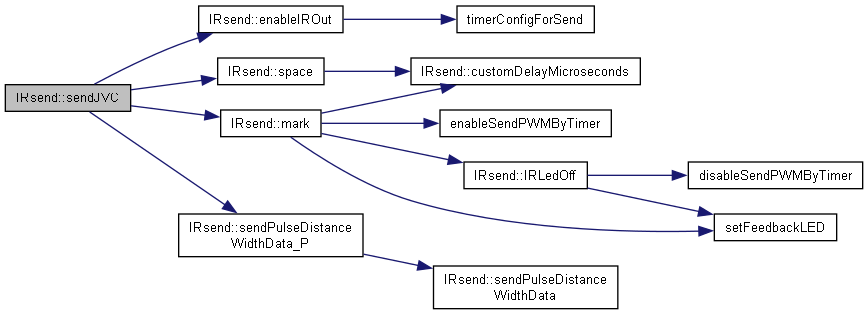 IRsend::enableIROut
timerConfigForSend
IRsend::space
IRsend::customDelayMicroseconds
IRsend::sendJVC
IRsend::mark
enableSendPWMByTimer
IRsend::IRLedOff
disableSendPWMByTimer
setFeedbackLED
IRsend::sendPulseDistance
WidthData_P
IRsend::sendPulseDistance
WidthData